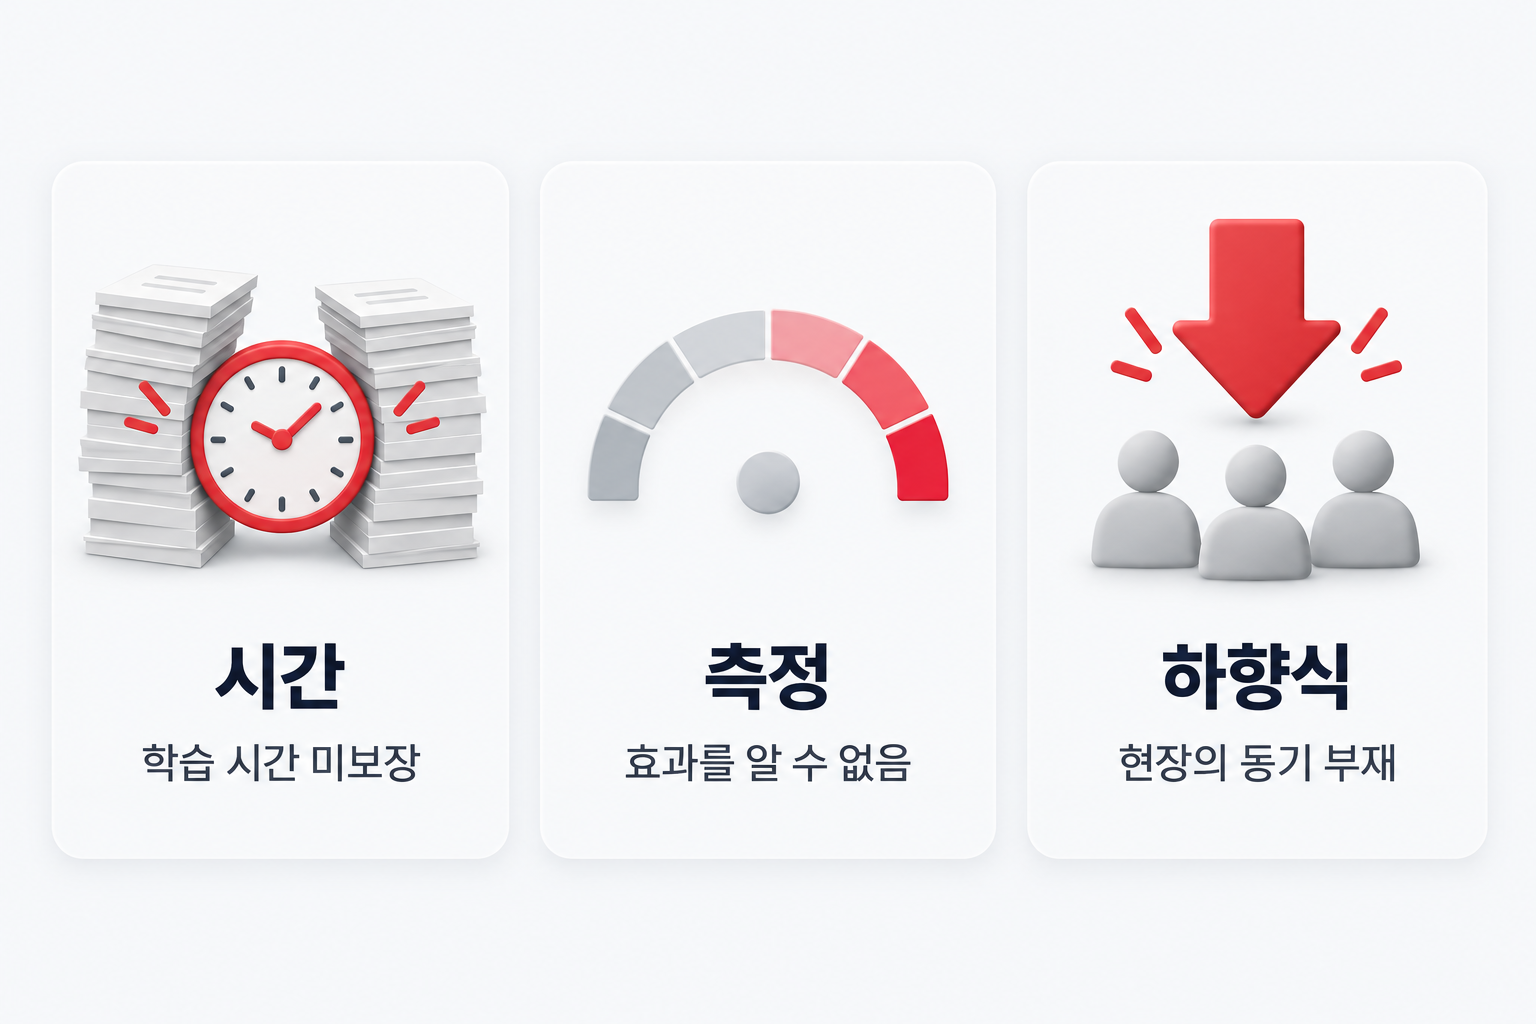 시간
학습 시간 미보장
측정
효과를 알 수 없음
하향식
현장의 동기 부재